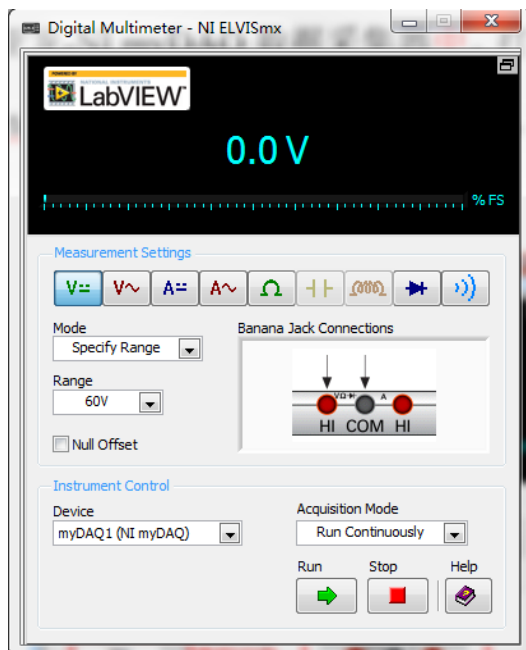 Digital Multimeter - NI ELVISmx
POWERED BY
NATIONAL INSTRUMENTS
LabVIEW
0.0 V
% FS
Measurement Settings
V V A A Ω
Mode
Banana Jack Connections
Specify Range
Range
60V
VΩ A
HI COM HI
Null Offset
Instrument Control
Device
Acquisition Mode
myDAQ1 (NI myDAQ)
Run Continuously
Run Stop Help